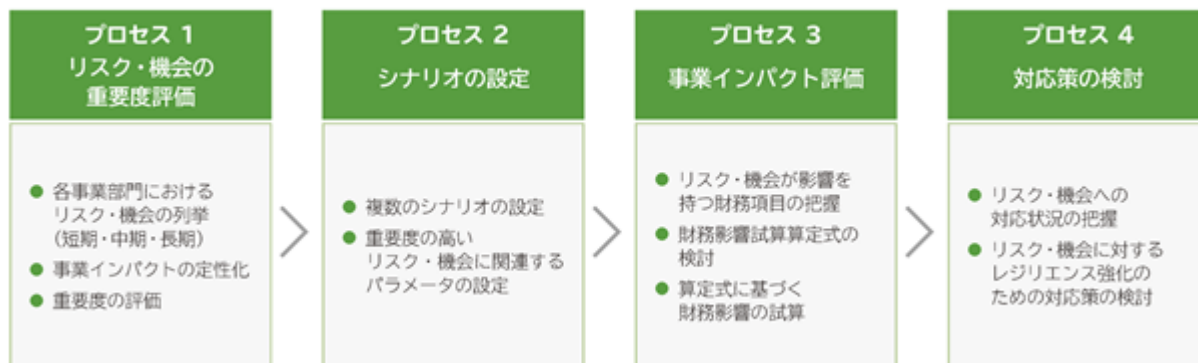 プロセス 1
リスク・機会の
重要度評価
● 各事業部門における
リスク・機会の列挙
（短期・中期・長期）
● 事業インパクトの定性化
● 重要度の評価
プロセス 2
シナリオの設定
● 複数のシナリオの設定
● 重要度の高い
リスク・機会に関連する
パラメータの設定
プロセス 3
事業インパクト評価
● リスク・機会が影響を
持つ財務項目の把握
● 財務影響試算算定式の
検討
● 算定式に基づく
財務影響の試算
プロセス 4
対応策の検討
● リスク・機会への
対応状況の把握
● リスク・機会に対する
レジリエンス強化の
ための対応策の検討